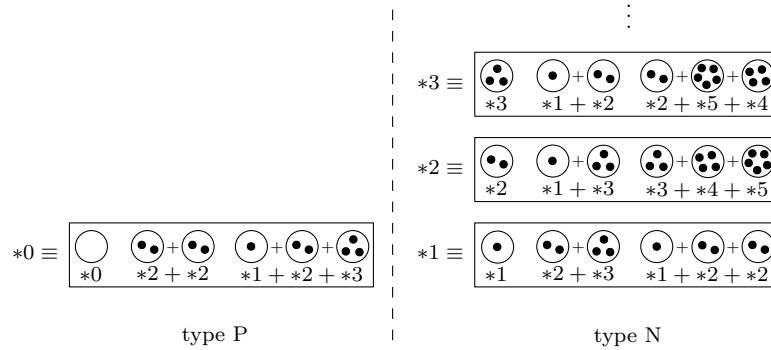 ⋮
*3 ≡
+ + +
*3 *1 + *2 *2 + *5 + *4
*2 ≡
+ + +
*2 *1 + *3 *3 + *4 + *5
*0 ≡
+ + +
*0 *2 + *2 *1 + *2 + *3
*1 ≡
+ + +
*1 *2 + *3 *1 + *2 + *2
type P
type N